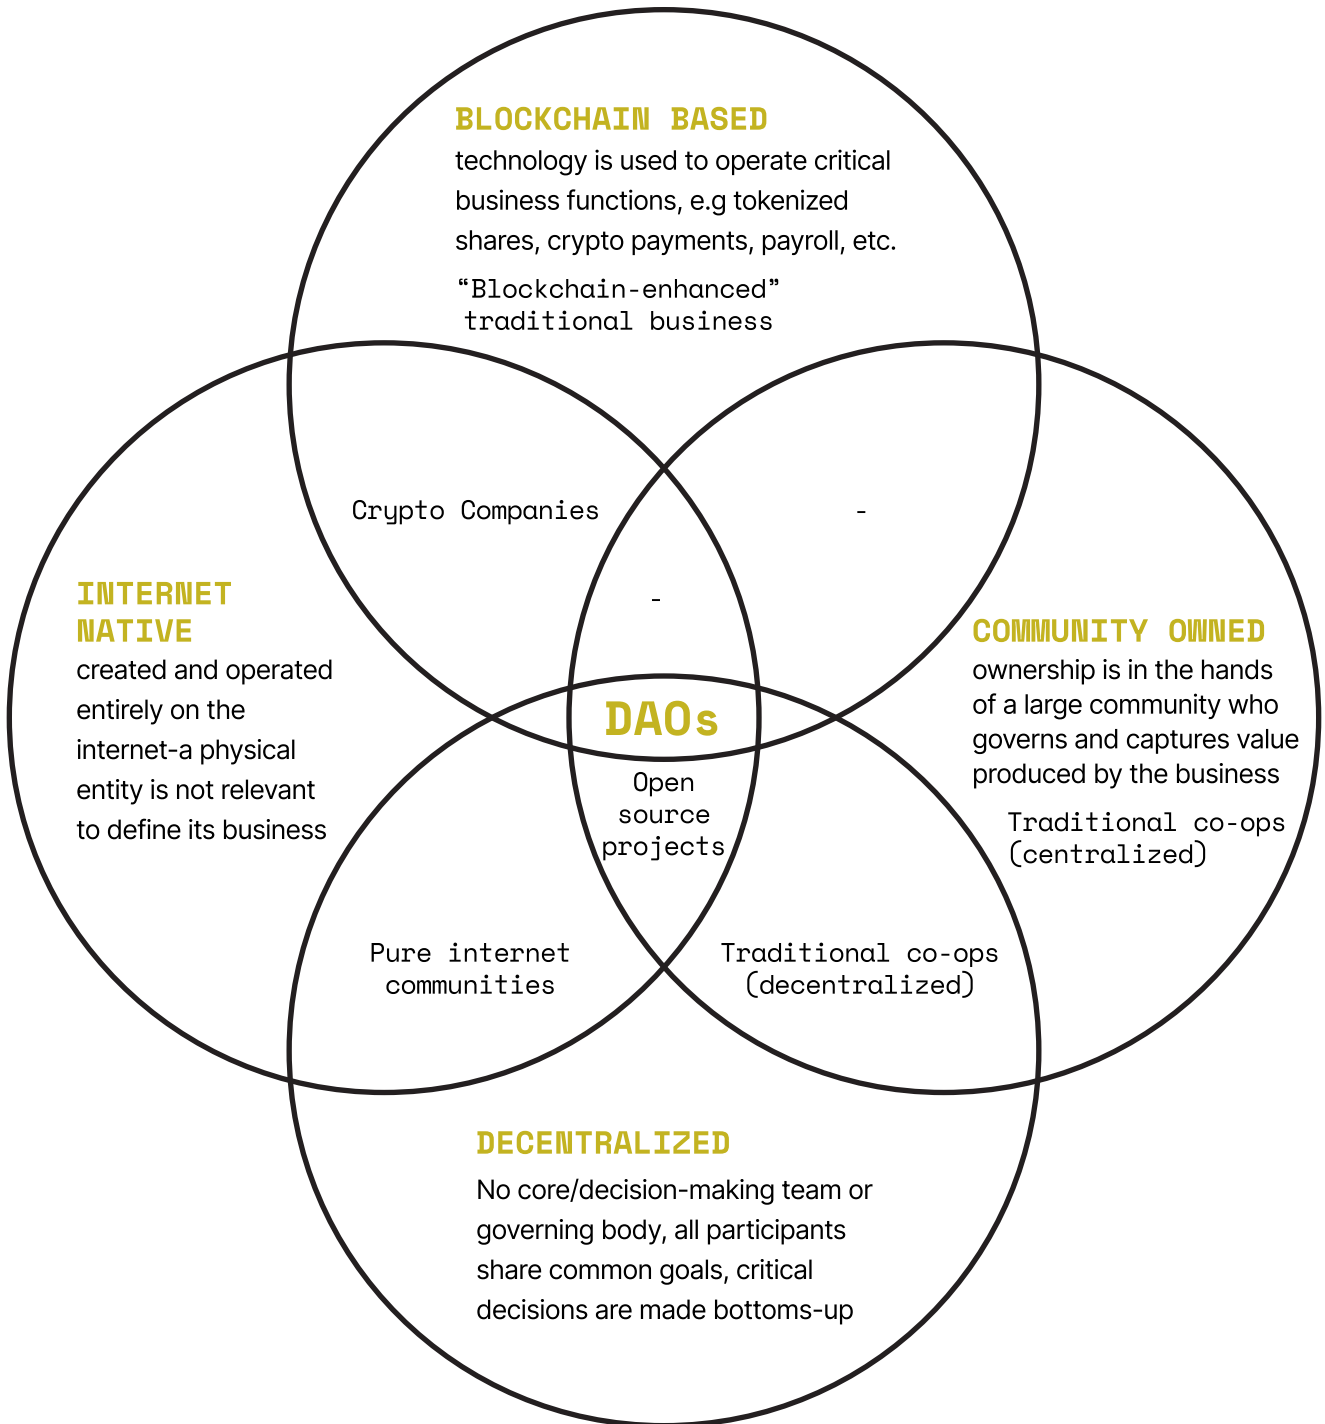 BLOCKCHAIN BASED
technology is used to operate critical
business functions, e.g tokenized
shares, crypto payments, payroll, etc.
“Blockchain-enhanced”
traditional business
Crypto Companies
-
-
INTERNET
NATIVE
created and operated
entirely on the
internet-a physical
entity is not relevant
to define its business
COMMUNITY OWNED
ownership is in the hands
of a large community who
governs and captures value
produced by the business
Traditional co-ops
(centralized)
DAOs
Open
source
projects
Pure internet
communities
Traditional co-ops
(decentralized)
DECENTRALIZED
No core/decision-making team or
governing body, all participants
share common goals, critical
decisions are made bottoms-up